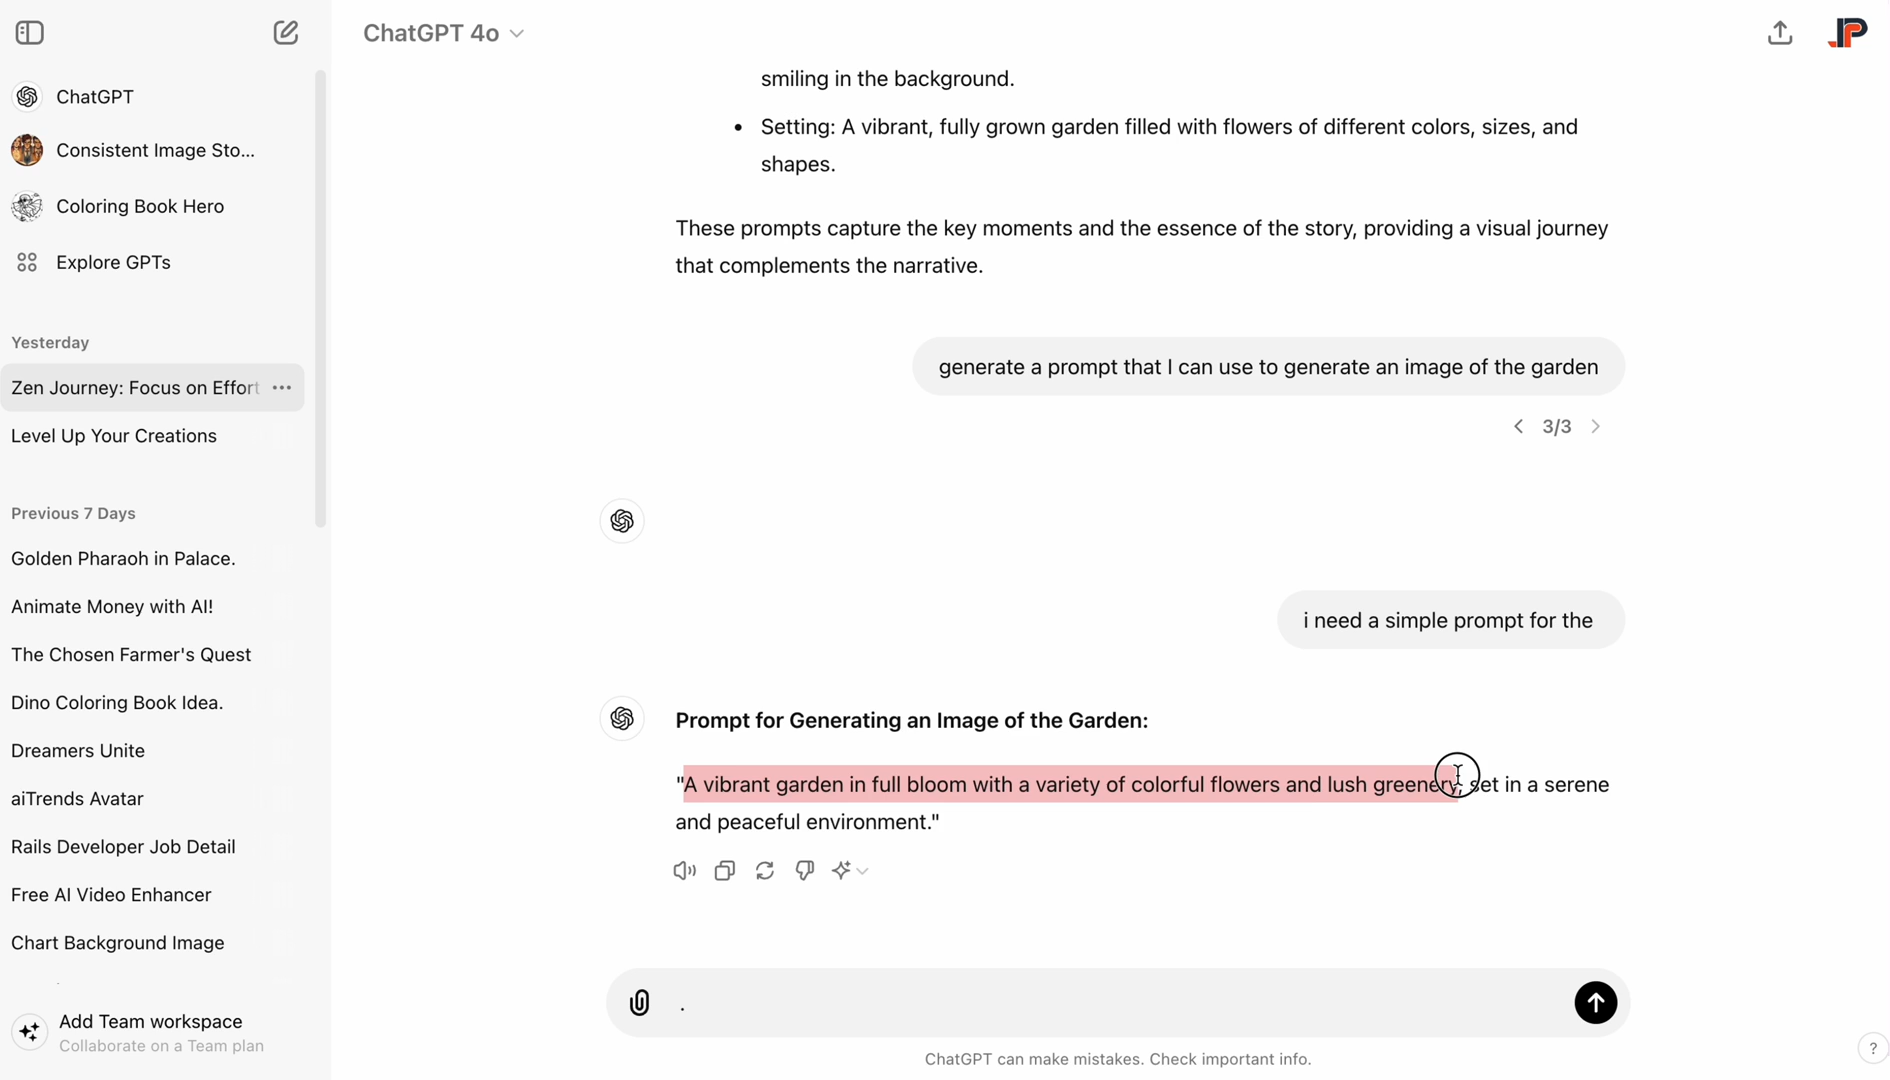 ChatGPT 4o
JP
ChatGPT
Consistent Image Sto...
Coloring Book Hero
Explore GPTs
Yesterday
Zen Journey: Focus on Effort
Level Up Your Creations
Previous 7 Days
Golden Pharaoh in Palace.
Animate Money with AI!
The Chosen Farmer's Quest
Dino Coloring Book Idea.
Dreamers Unite
aiTrends Avatar
Rails Developer Job Detail
Free AI Video Enhancer
Chart Background Image
Add Team workspace
Collaborate on a Team plan
smiling in the background.
• Setting: A vibrant, fully grown garden filled with flowers of different colors, sizes, and
shapes.
These prompts capture the key moments and the essence of the story, providing a visual journey
that complements the narrative.
generate a prompt that I can use to generate an image of the garden
3/3
i need a simple prompt for the
Prompt for Generating an Image of the Garden:
"A vibrant garden in full bloom with a variety of colorful flowers and lush greenery, set in a serene
and peaceful environment."
.
ChatGPT can make mistakes. Check important info.
?